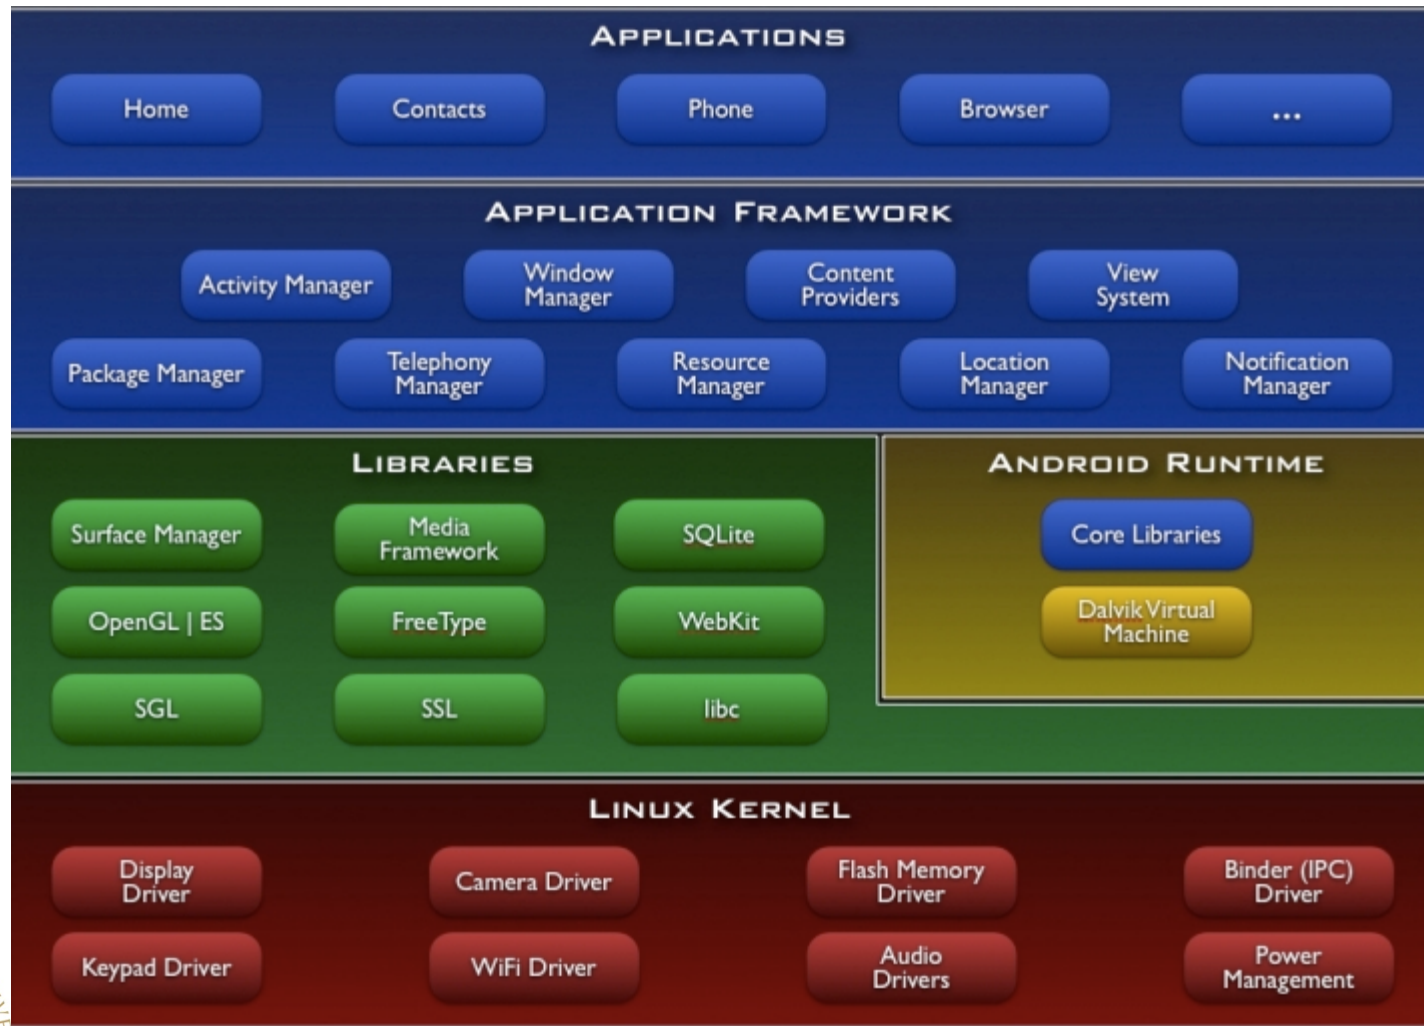 APPLICATIONS
Home
Contacts
Phone
Browser
...
APPLICATION FRAMEWORK
Activity Manager
Window
Manager
Content
Providers
View
System
Package Manager
Telephony
Manager
Resource
Manager
Location
Manager
Notification
Manager
LIBRARIES
Surface Manager
Media
Framework
SQLite
OpenGL | ES
FreeType
WebKit
SGL
SSL
libc
ANDROID RUNTIME
Core Libraries
Dalvik Virtual
Machine
LINUX KERNEL
Display
Driver
Camera Driver
Flash Memory
Driver
Binder (IPC)
Driver
Keypad Driver
WiFi Driver
Audio
Drivers
Power
Management